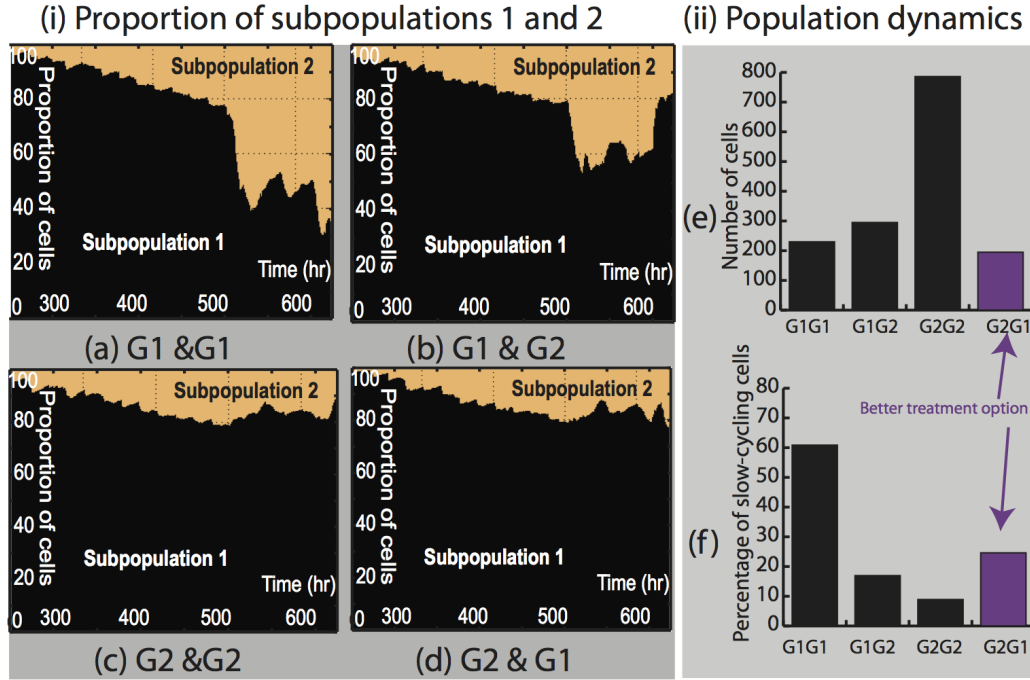 (i) Proportion of subpopulations 1 and 2
100
80
60
40
20
0
Proportion of cells
Subpopulation 2
Subpopulation 1
Time (hr)
300
400
500
600
(a) G1 &G1
100
80
60
40
20
0
Proportion of cells
Subpopulation 2
Subpopulation 1
Time (hr)
300
400
500
600
(b) G1 & G2
100
80
60
40
20
0
Proportion of cells
Subpopulation 2
Subpopulation 1
Time (hr)
300
400
500
600
(c) G2 &G2
100
80
60
40
20
0
Proportion of cells
Subpopulation 2
Subpopulation 1
Time (hr)
300
400
500
600
(d) G2 & G1
(ii) Population dynamics
(e)
Number of cells
800
700
600
500
400
300
200
100
0
G1G1 G1G2 G2G2 G2G1
Better treatment option
(f)
Percentage of slow-cycling cells
80
70
60
50
40
30
20
10
0
G1G1 G1G2 G2G2 G2G1